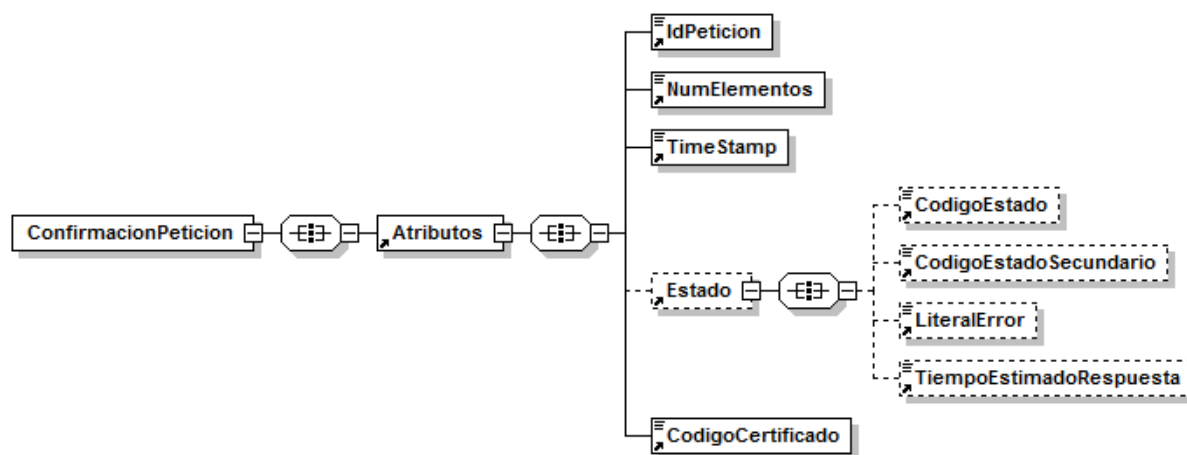 IdPeticion
NumElementos
TimeStamp
CodigoEstado
ConfirmacionPeticion
Atributos
CodigoEstadoSecundario
Estado
LiteralError
TiempoEstimadoRespuesta
CodigoCertificado